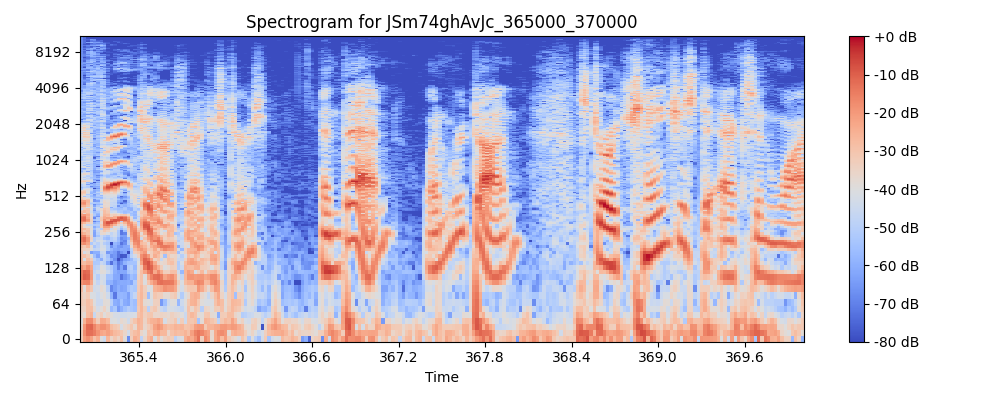 Spectrogram for JSm74ghAvJc_365000_370000
8192
4096
2048
1024
512
256
128
64
0
Hz
365.4 366.0 366.6 367.2 367.8 368.4 369.0 369.6
Time
+0 dB
-10 dB
-20 dB
-30 dB
-40 dB
-50 dB
-60 dB
-70 dB
-80 dB